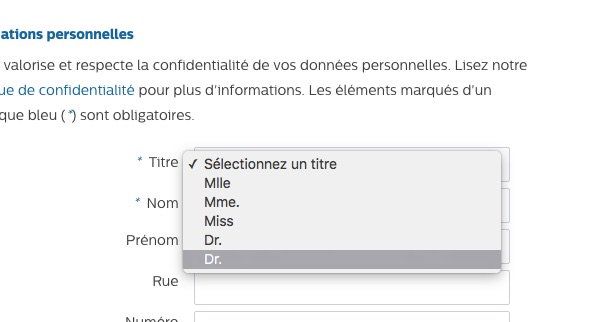 ations personnelles
valorise et respecte la confidentialité de vos données personnelles. Lisez notre
ue de confidentialité pour plus d'informations. Les éléments marqués d'un
que bleu (*) sont obligatoires.
* Titre
✓ Sélectionnez un titre
Mlle
Mme.
Miss
Dr.
Dr.
* Nom
Prénom
Rue
Numéro